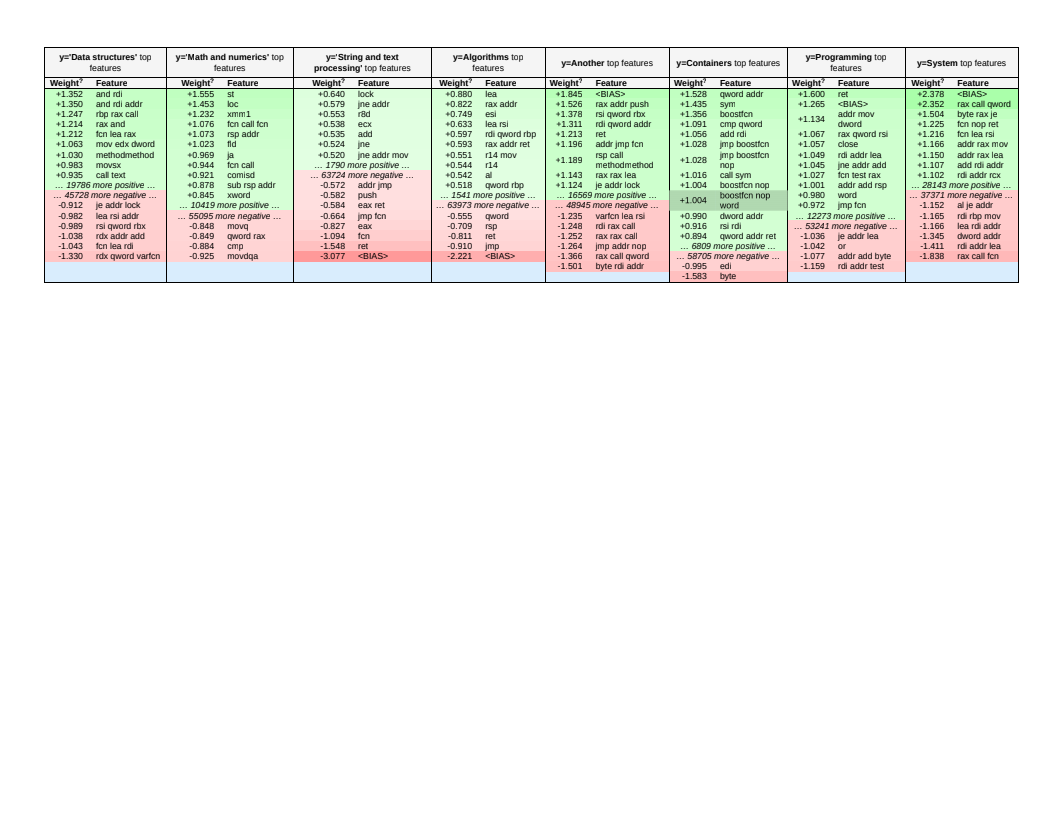 y='Data structures' top
features
Weight? Feature
+1.352 and rdi
+1.350 and rdi addr
+1.247 rbp rax call
+1.214 rax and
+1.212 fcn lea rax
+1.063 mov edx dword
+1.030 methodmethod
+0.983 movsx
+0.935 call text
… 19786 more positive …
… 45728 more negative …
-0.912 je addr lock
-0.982 lea rsi addr
-0.989 rsi qword rbx
-1.038 rdx addr add
-1.043 fcn lea rdi
-1.330 rdx qword varfcn
y='Math and numerics' top
features
Weight? Feature
+1.555 st
+1.453 loc
+1.232 xmm1
+1.076 fcn call fcn
+1.073 rsp addr
+1.023 fld
+0.969 ja
+0.944 fcn call
+0.921 comisd
+0.878 sub rsp addr
+0.845 xword
… 10419 more positive …
… 55095 more negative …
-0.848 movq
-0.849 qword rax
-0.884 cmp
-0.925 movdqa
y='String and text
processing' top features
Weight? Feature
+0.640 lock
+0.579 jne addr
+0.553 r8d
+0.538 ecx
+0.535 add
+0.524 jne
+0.520 jne addr mov
… 1790 more positive …
… 63724 more negative …
-0.572 addr jmp
-0.582 push
-0.584 eax ret
-0.664 jmp fcn
-0.827 eax
-1.094 fcn
-1.548 ret
-3.077 <BIAS>
y=Algorithms top
features
Weight? Feature
+0.880 lea
+0.822 rax addr
+0.749 esi
+0.633 lea rsi
+0.597 rdi qword rbp
+0.593 rax addr ret
+0.551 r14 mov
+0.544 r14
+0.542 al
+0.518 qword rbp
… 1541 more positive …
… 63973 more negative …
-0.555 qword
-0.709 rsp
-0.811 ret
-0.910 jmp
-2.221 <BIAS>
y=Another top features
Weight? Feature
+1.845 <BIAS>
+1.526 rax addr push
+1.378 rsi qword rbx
+1.311 rdi qword addr
+1.213 ret
+1.196 addr jmp fcn
+1.189 rsp call
methodmethod
+1.143 rax rax lea
+1.124 je addr lock
… 16569 more positive …
… 48945 more negative …
-1.235 varfcn lea rsi
-1.248 rdi rax call
-1.252 rax rax call
-1.264 jmp addr nop
-1.366 rax call qword
-1.501 byte rdi addr
y=Containers top features
Weight? Feature
+1.528 qword addr
+1.435 sym
+1.356 boostfcn
+1.091 cmp qword
+1.056 add rdi
+1.028 jmp boostfcn
+1.028 jmp boostfcn
nop
+1.016 call sym
+1.004 boostfcn nop
+1.004 boostfcn nop
word
+0.990 dword addr
+0.916 rsi rdi
+0.894 qword addr ret
… 6809 more positive …
… 58705 more negative …
-0.995 edi
-1.583 byte
y=Programming top
features
Weight? Feature
+1.600 ret
+1.265 <BIAS>
+1.134 addr mov
dword
+1.067 rax qword rsi
+1.057 close
+1.049 rdi addr lea
+1.045 jne addr add
+1.027 fcn test rax
+1.001 addr add rsp
+0.980 word
+0.972 jmp fcn
… 12273 more positive …
… 53241 more negative …
-1.036 je addr lea
-1.042 or
-1.077 addr addr byte
-1.159 rdi addr test
y=System top features
Weight? Feature
+2.378 <BIAS>
+2.352 rax call qword
+1.504 byte rax je
+1.225 fcn nop ret
+1.216 fcn lea rsi
+1.166 addr rax mov
+1.150 addr rax lea
+1.107 add rdi addr
+1.102 addr rdi rcx
… 28143 more positive …
… 37371 more negative …
-1.152 al je addr
-1.165 rdi rbp mov
-1.166 lea rdi addr
-1.345 dword addr
-1.411 rdi addr lea
-1.838 rax call fcn